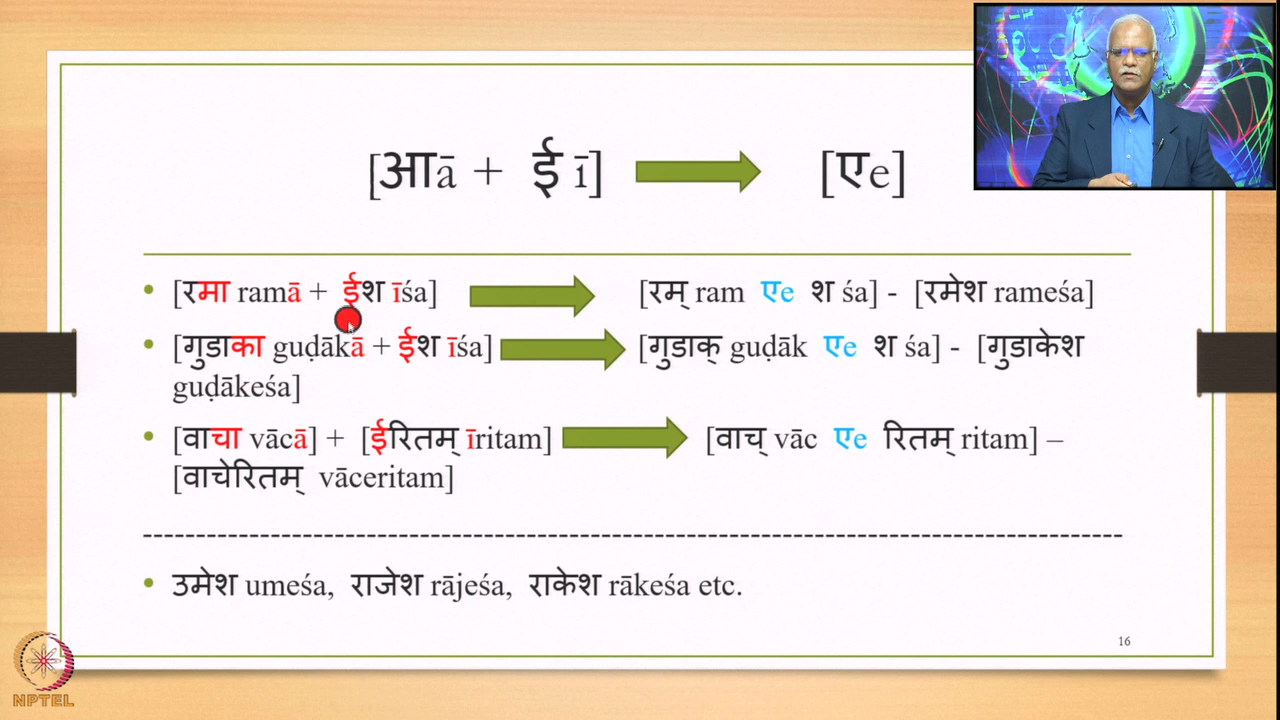 [आā + ई ī] [एe]
• [रमा ramā + ईश īśa] [रम् ram एe श śa] - [रमेश rameśa]
• [गुडाका guḍākā + ईश īśa] [गुडाक् guḍāk एe श śa] - [गुडाकेश
guḍākeśa]
• [वाचा vācā] + [ईरितम् īritam] [वाच् vāc एe रितम् ritam] –
[वाचेरितम् vāceritam]
• उमेश umeśa, राजेश rājeśa, राकेश rākeśa etc.
16
NPTEL